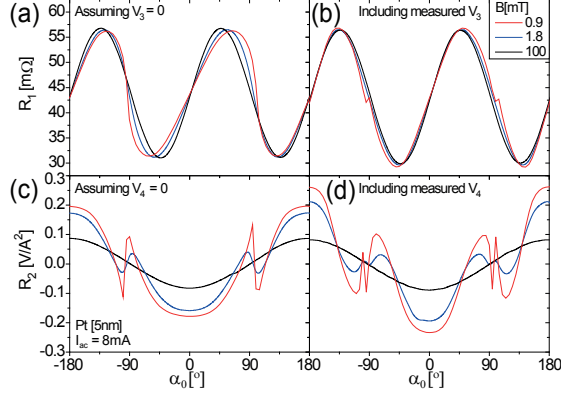 (a) Assuming V3 = 0
(b) Including measured V3
B[mT]
0.9
1.8
100
R1 [mΩ]
60
55
50
45
40
35
30
(c) Assuming V4 = 0
(d) Including measured V4
R2 [V/A²]
0.3
0.2
0.1
0.0
-0.1
-0.2
-0.3
Pt [5nm]
Iac = 8mA
-180 -90 0 90 180 -90 0 90 180
α0[°] α0[°]